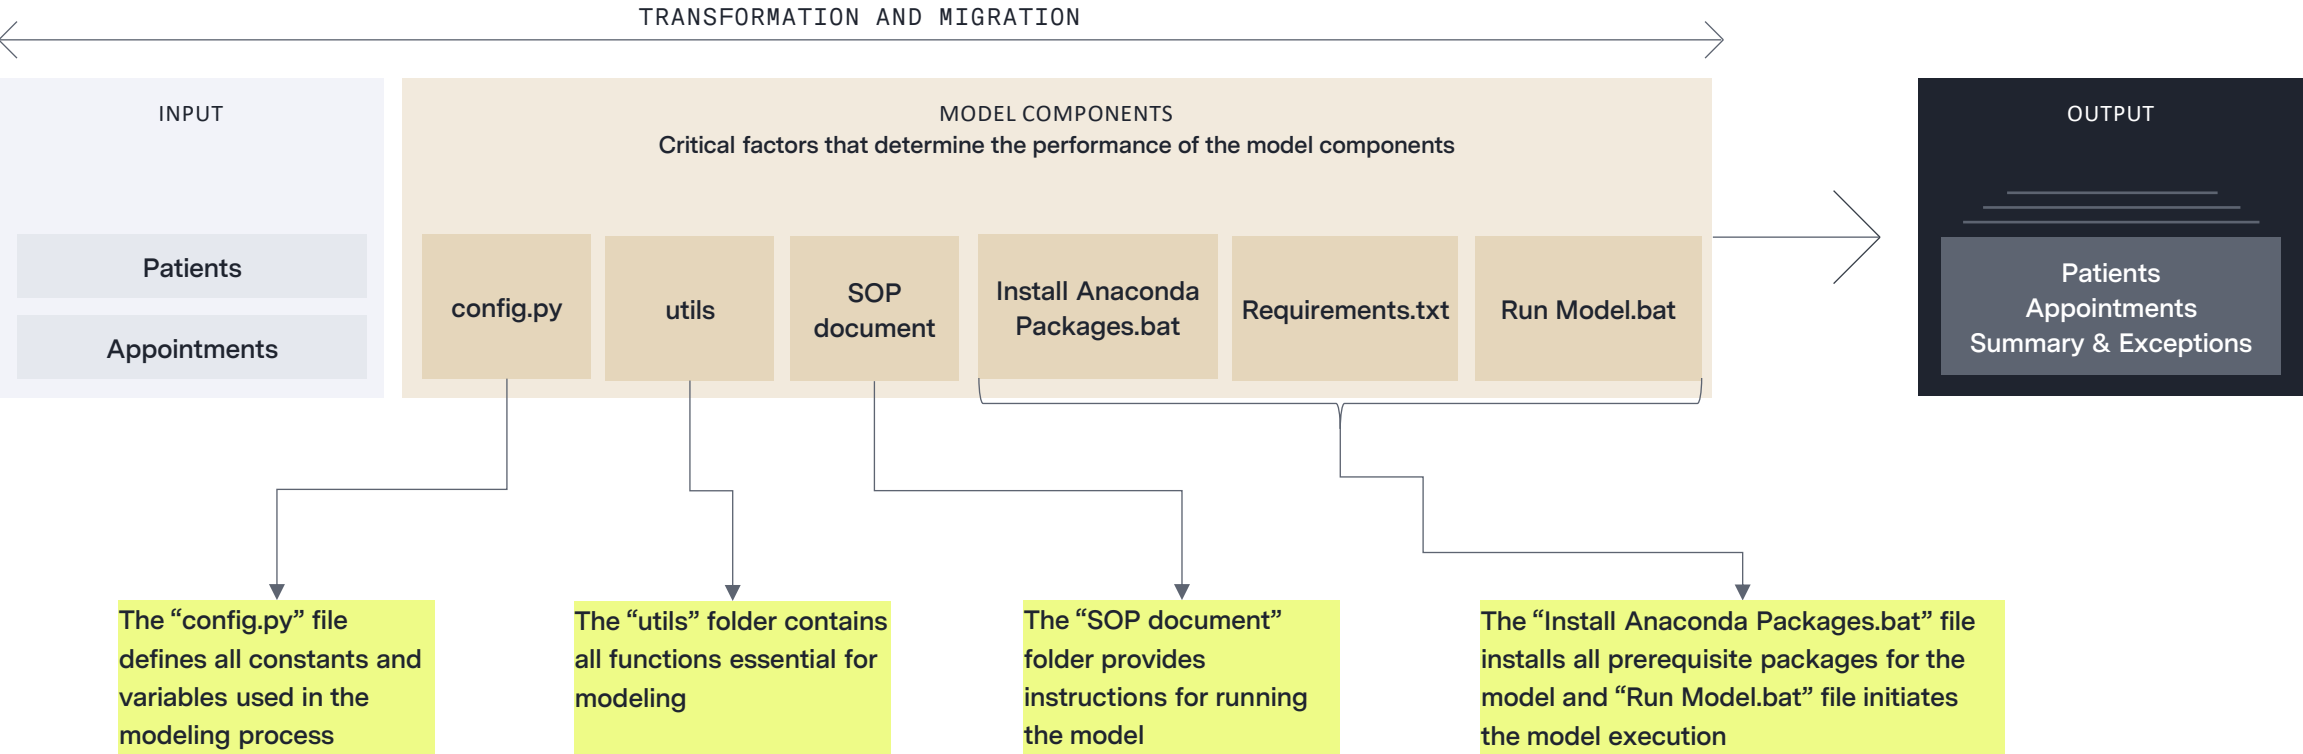 TRANSFORMATION AND MIGRATION
INPUT
Patients
Appointments
MODEL COMPONENTS
Critical factors that determine the performance of the model components
config.py
utils
SOP
document
Install Anaconda
Packages.bat
Requirements.txt
Run Model.bat
OUTPUT
Patients
Appointments
Summary & Exceptions
The “config.py” file
defines all constants and
variables used in the
modeling process
The “utils” folder contains
all functions essential for
modeling
The “SOP document”
folder provides
instructions for running
the model
The “Install Anaconda Packages.bat” file
installs all prerequisite packages for the
model and “Run Model.bat” file initiates
the model execution